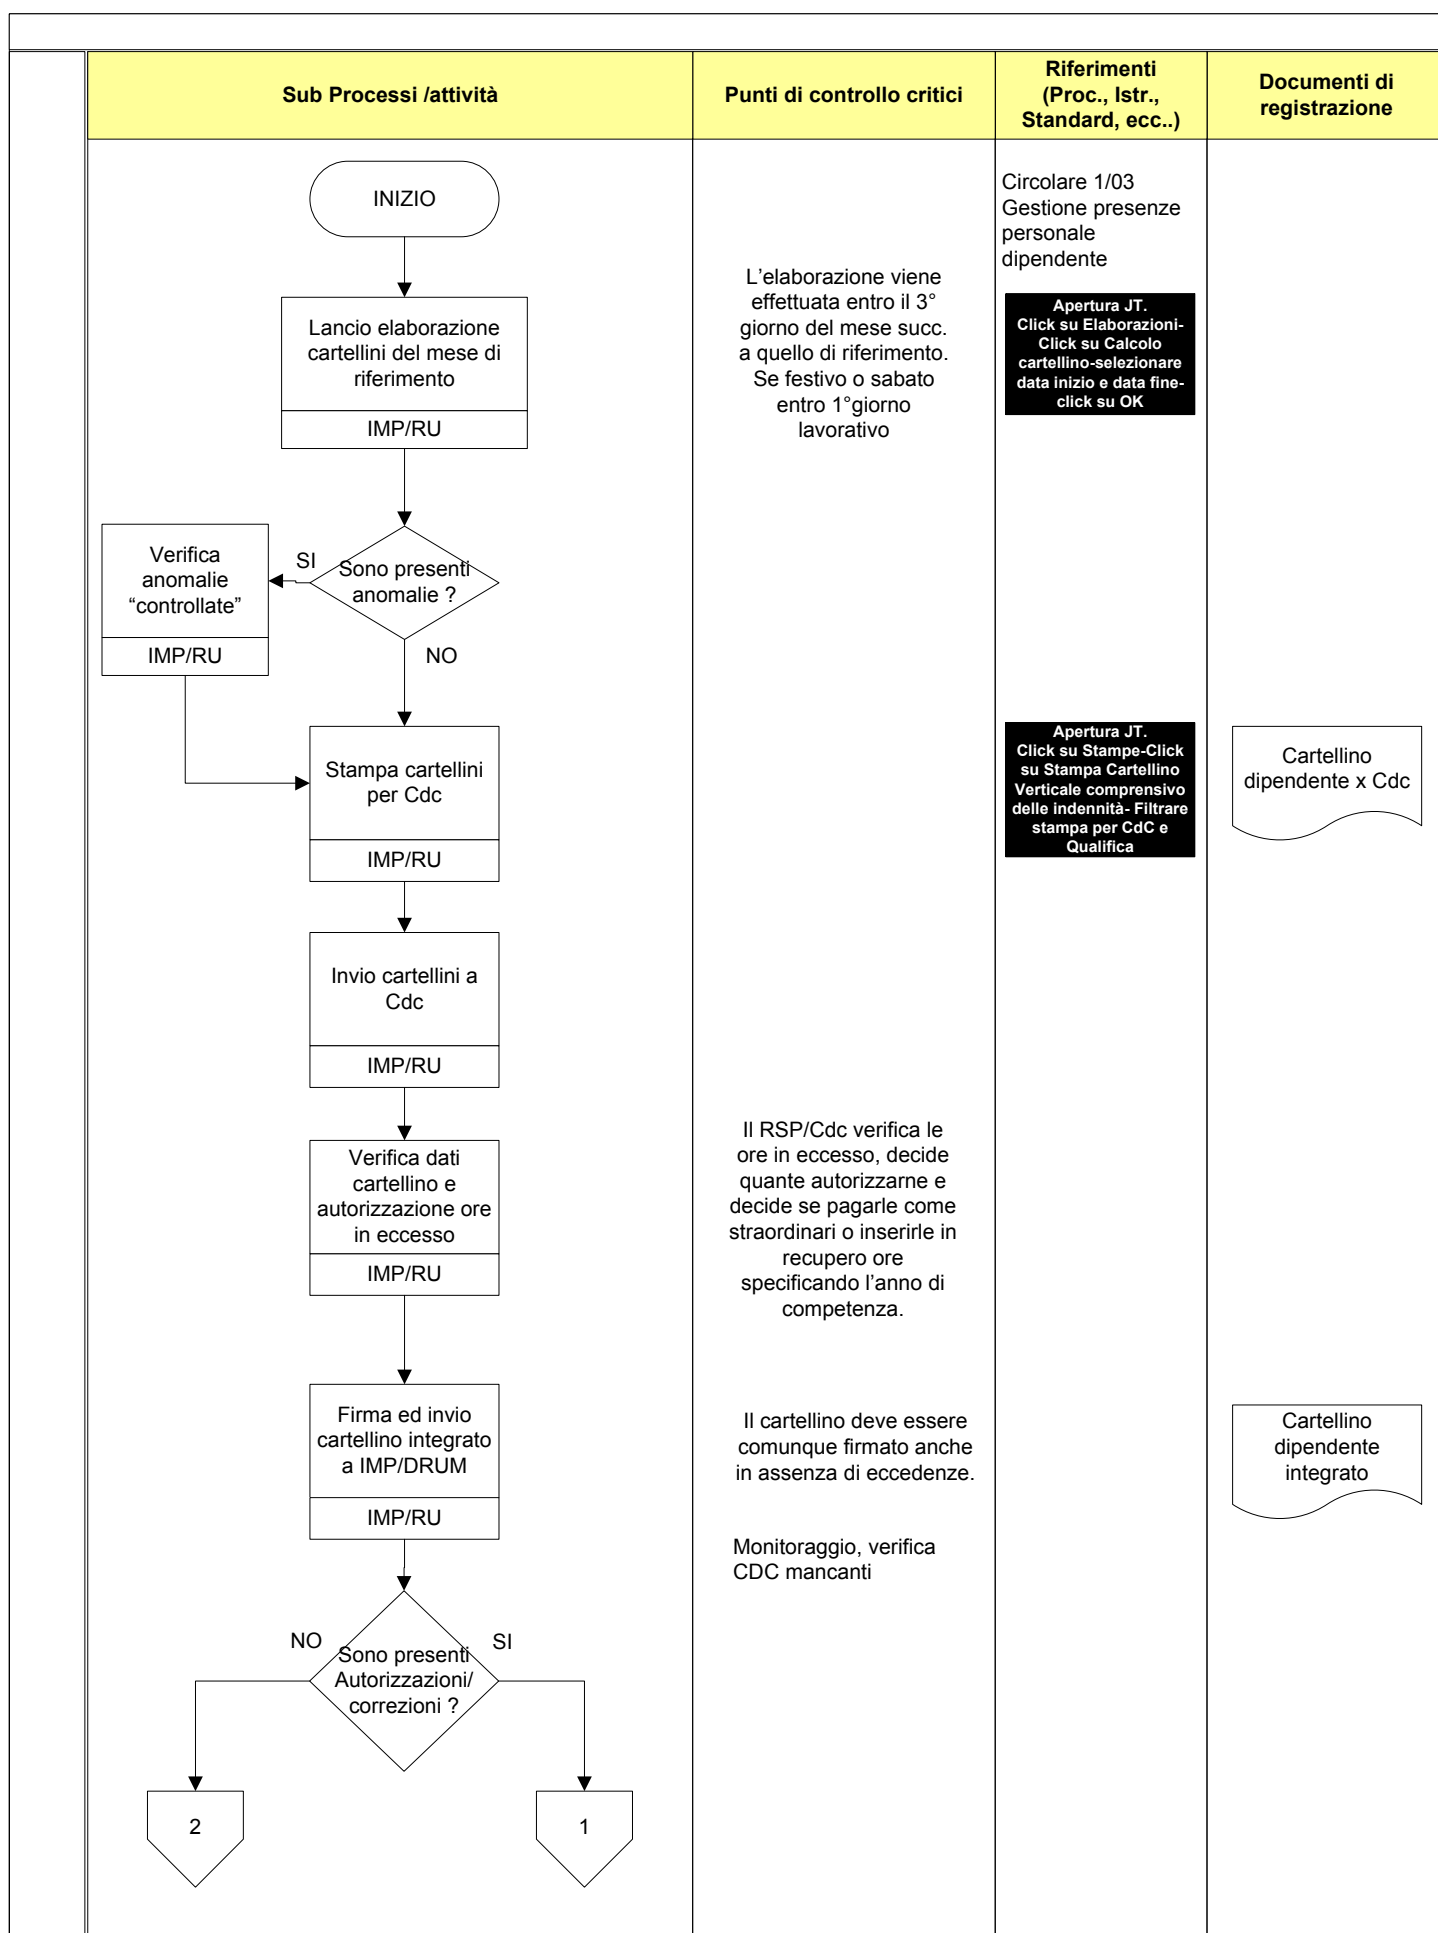 Sub Processi /attività
Punti di controllo critici
Riferimenti
(Proc., Istr.,
Standard, ecc..)
Documenti di
registrazione
INIZIO
Circolare 1/03
Gestione presenze
personale
dipendente
Lancio elaborazione
cartellini del mese di
riferimento
IMP/RU
L'elaborazione viene
effettuata entro il 3°
giorno del mese succ.
a quello di riferimento.
Se festivo o sabato
entro 1°giorno
lavorativo
Apertura JT.
Click su Elaborazioni-
Click su Calcolo
cartellino-selezionare
data inizio e data fine-
click su OK
Verifica
anomalie
“controllate”
IMP/RU
SI
Sono presenti
anomalie ?
NO
Stampa cartellini
per Cdc
IMP/RU
Apertura JT.
Click su Stampe-Click
su Stampa Cartellino
Verticale comprensivo
delle indennità- Filtrare
stampa per CdC e
Qualifica
Cartellino
dipendente x Cdc
Invio cartellini a
Cdc
IMP/RU
Verifica dati
cartellino e
autorizzazione ore
in eccesso
IMP/RU
Il RSP/Cdc verifica le
ore in eccesso, decide
quante autorizzarne e
decide se pagarle come
straordinari o inserirle in
recupero ore
specificando l'anno di
competenza.
Firma ed invio
cartellino integrato
a IMP/DRUM
IMP/RU
Il cartellino deve essere
comunque firmato anche
in assenza di eccedenze.
Monitoraggio, verifica
CDC mancanti
Cartellino
dipendente
integrato
NO
Sono presenti
Autorizzazioni/
correzioni ?
SI
2
1